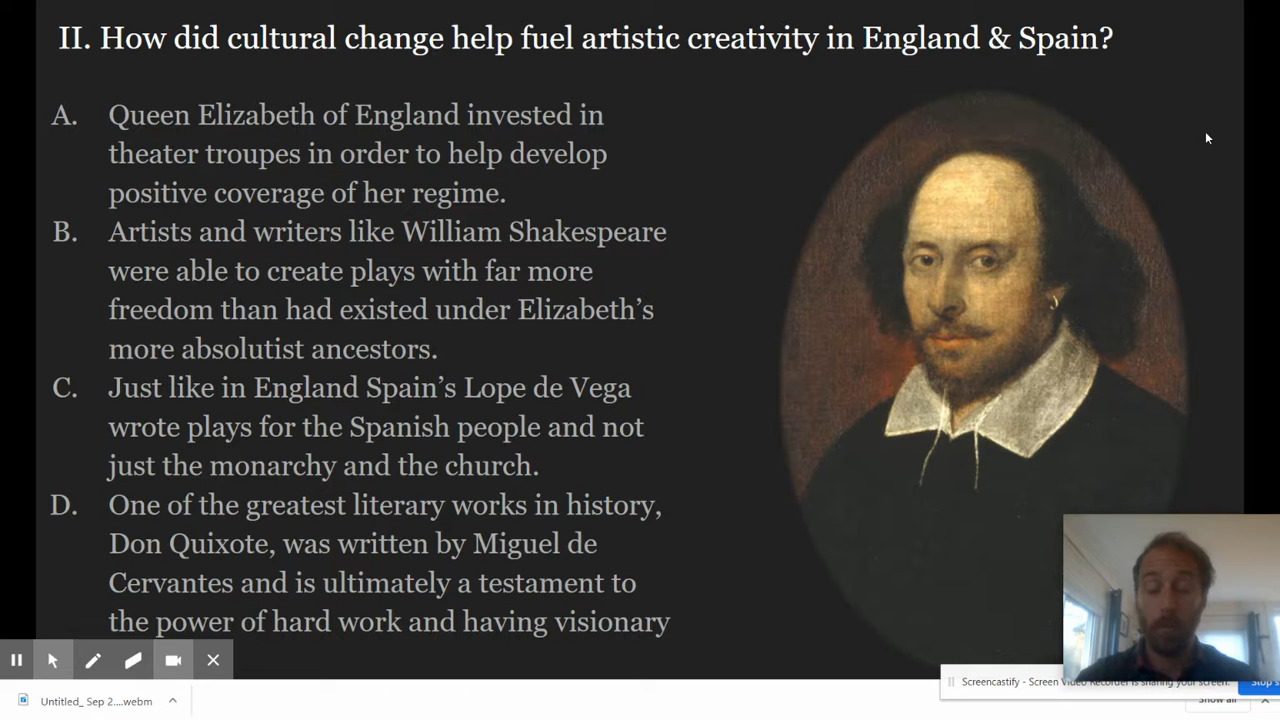 II. How did cultural change help fuel artistic creativity in England & Spain?
A. Queen Elizabeth of England invested in
theater troupes in order to help develop
positive coverage of her regime.
B. Artists and writers like William Shakespeare
were able to create plays with far more
freedom than had existed under Elizabeth's
more absolutist ancestors.
C. Just like in England Spain's Lope de Vega
wrote plays for the Spanish people and not
just the monarchy and the church.
D. One of the greatest literary works in history,
Don Quixote, was written by Miguel de
Cervantes and is ultimately a testament to
the power of hard work and having visionary
Screencastify - Screen Video Recorder is sharing your screen.
Stop
Untitled_ Sep 2....webm
Show all